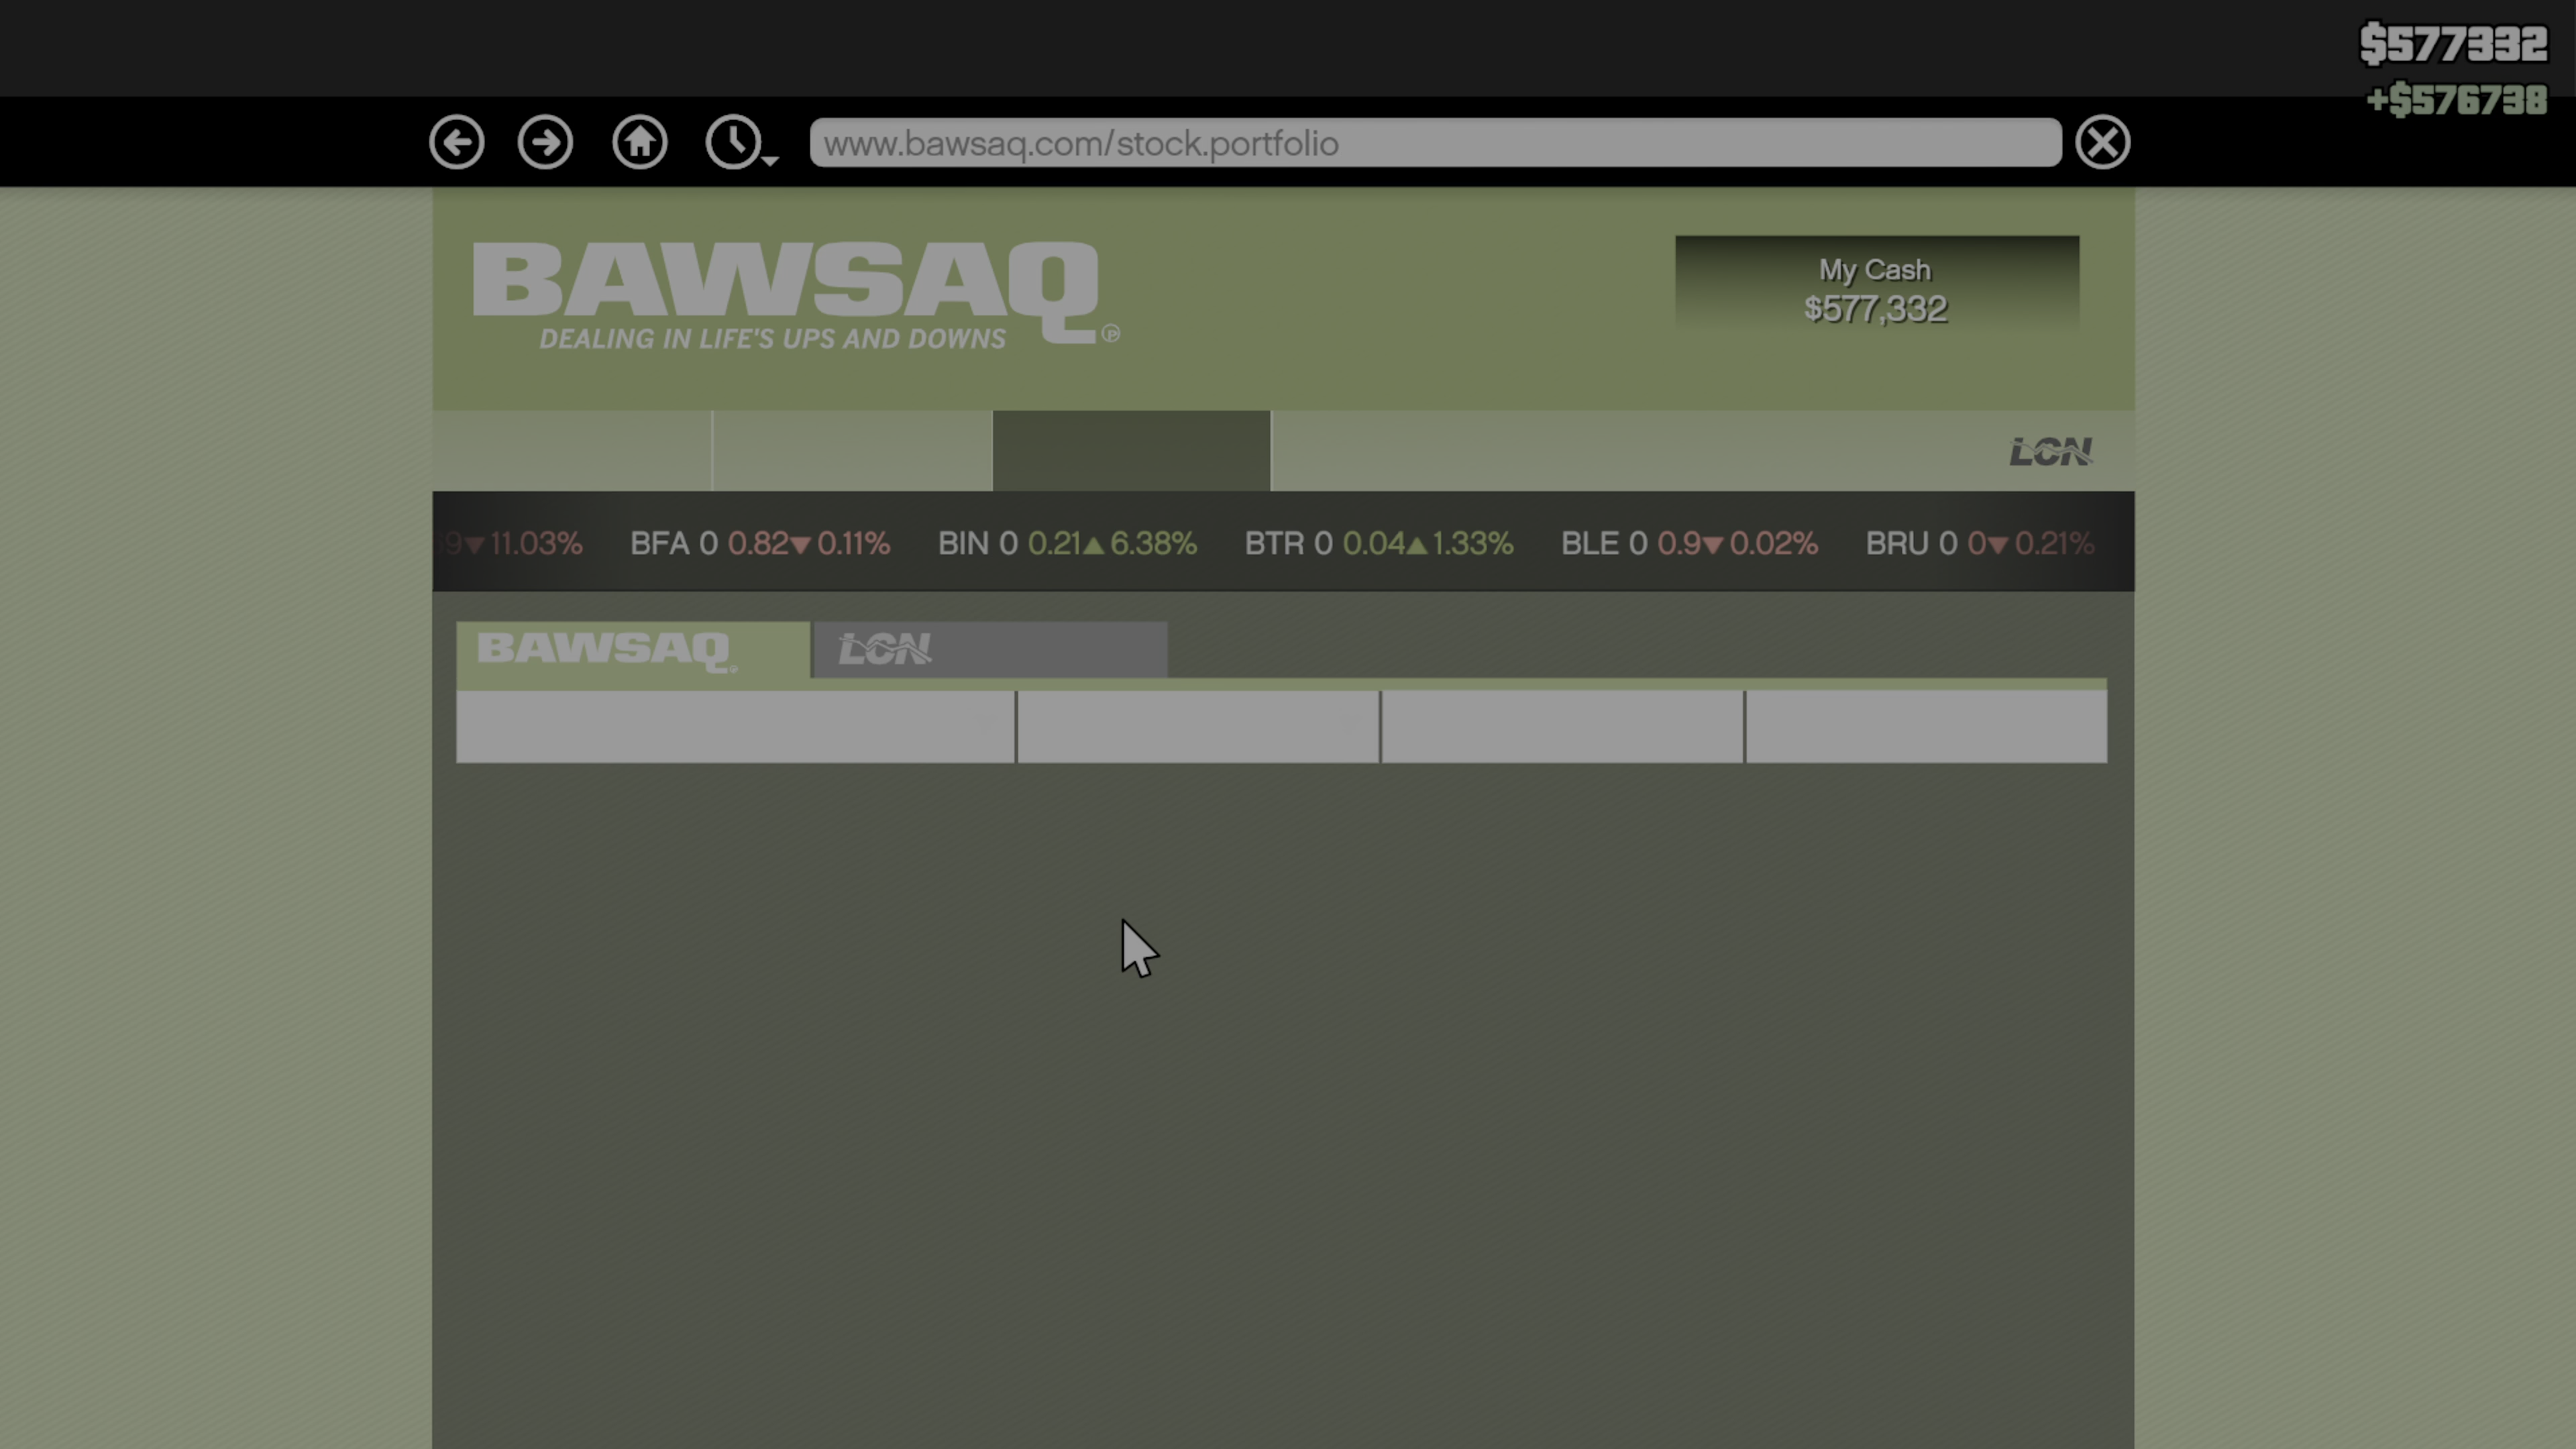 $577332
+$576738
www.bawsaq.com/stock.portfolio
BAWSAQ
DEALING IN LIFE'S UPS AND DOWNS
My Cash
$577,332
LCN
9▼11.03% BFA 0 0.82▼0.11% BIN 0 0.21▲6.38% BTR 0 0.04▲1.33% BLE 0 0.9▼0.02% BRU 0 0▼0.21%
BAWSAQ LCN